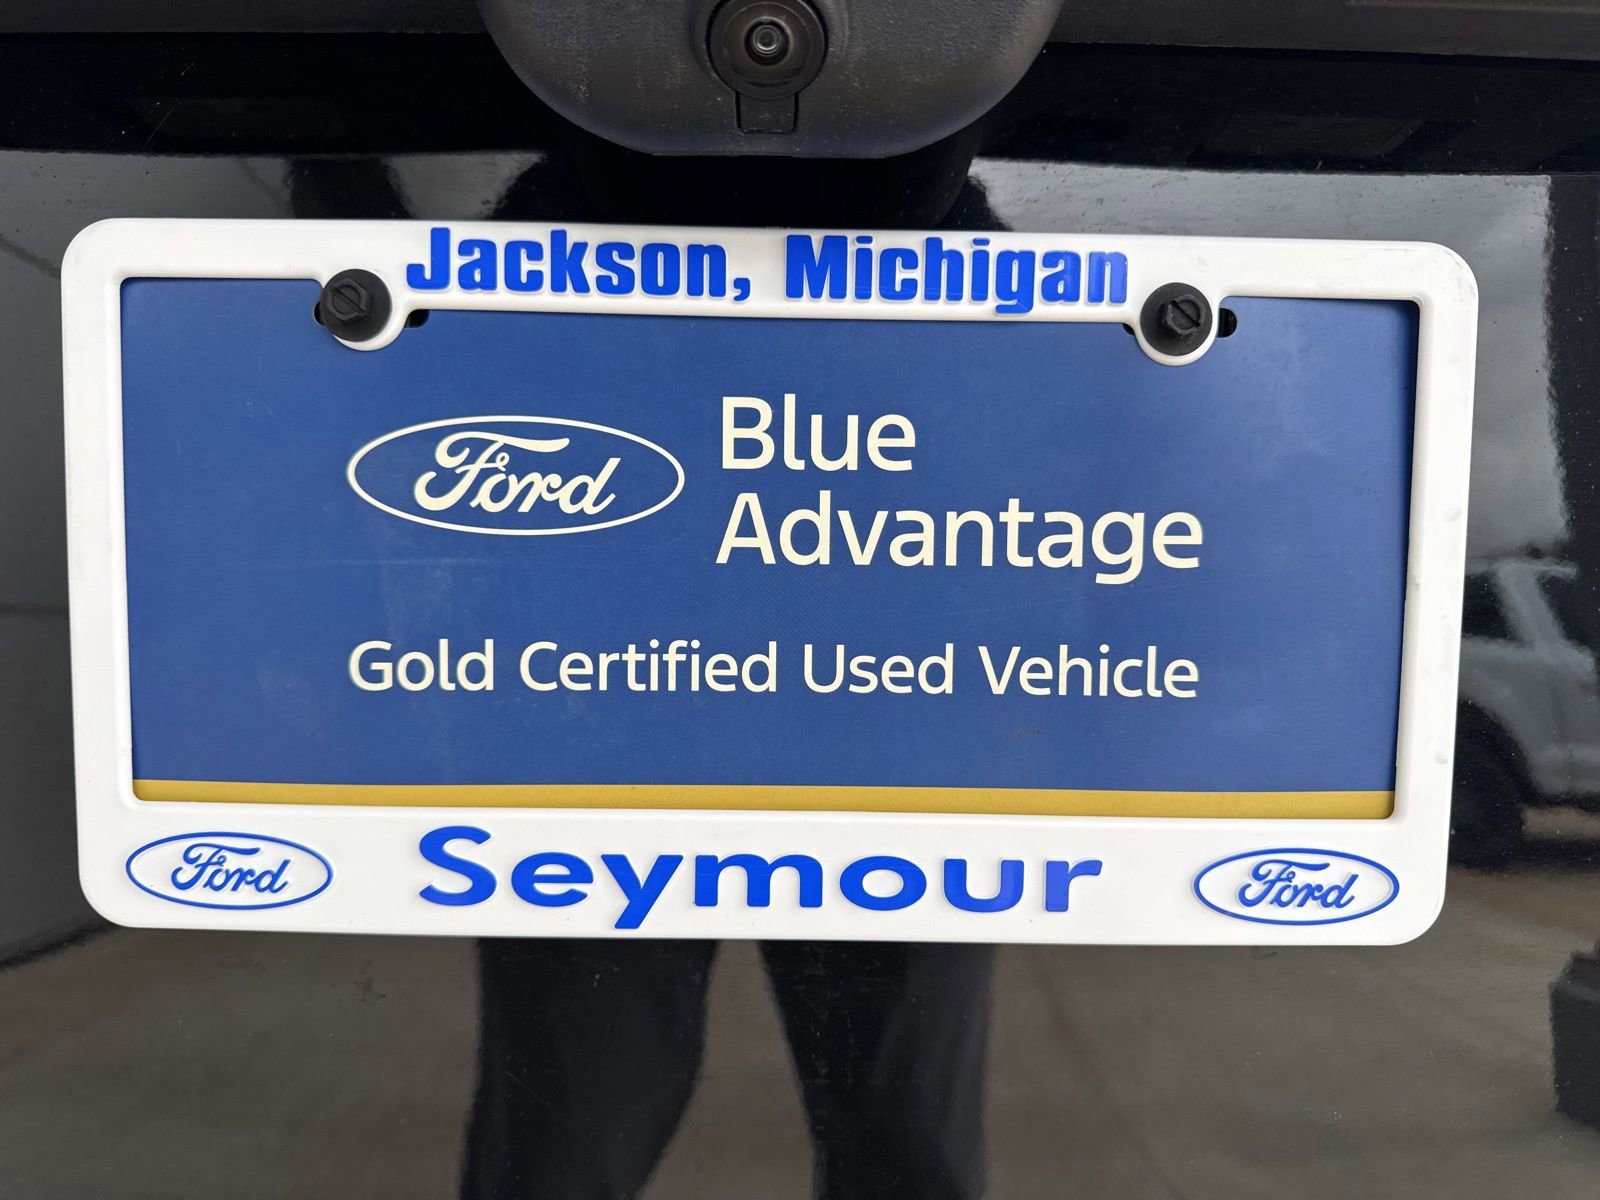 Jackson, Michigan
Ford
Blue
Advantage
Gold Certified Used Vehicle
Ford Seymour Ford